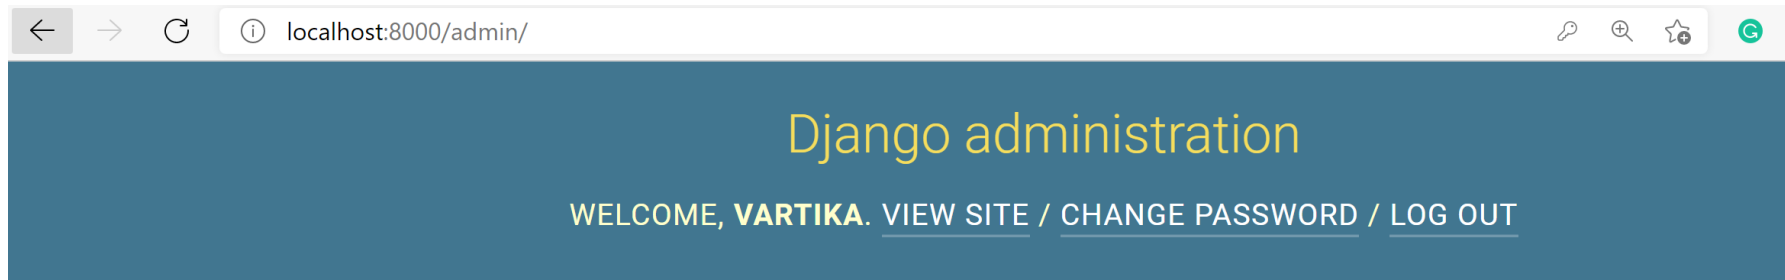 localhost:8000/admin/
Django administration
WELCOME, VARTIKA. VIEW SITE / CHANGE PASSWORD / LOG OUT